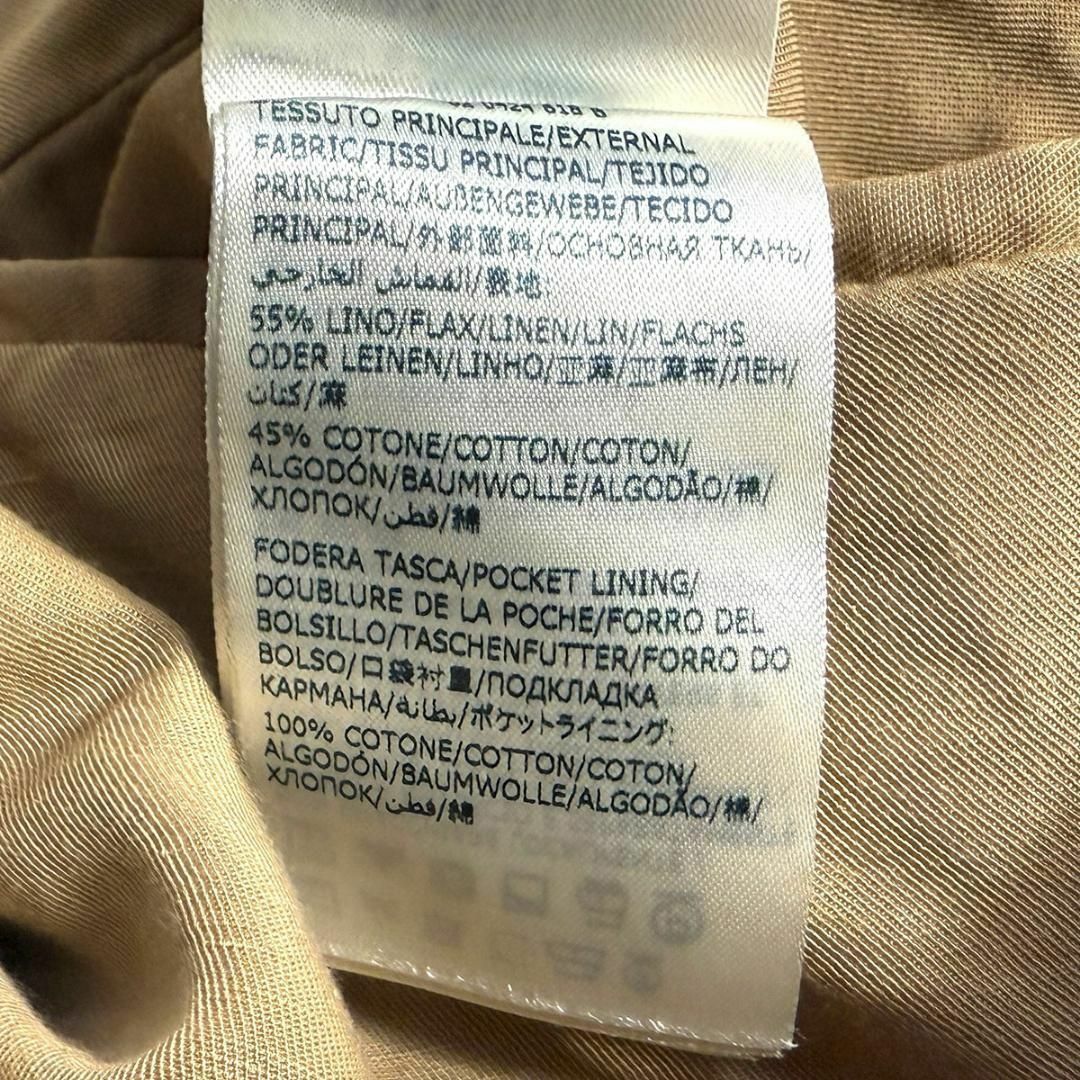 TESSUTO PRINCIPALE/EXTERNAL
FABRIC/TISSU PRINCIPAL/TEJIDO
PRINCIPAL/AUßENGEWEBE/TECIDO
PRINCIPAL/外部面料/ОСНОВНАЯ ТКАНЬ/
القماش الخارجي/表地:
55% LINO/FLAX/LINEN/LIN/FLACHS
ODER LEINEN/LINHO/亚麻/亚麻布/ЛЕН/
كتان/麻
45% COTONE/COTTON/COTON/
ALGODÓN/BAUMWOLLE/ALGODÃO/棉/
ХЛОПОК/قطن/綿
FODERA TASCA/POCKET LINING/
DOUBLURE DE LA POCHE/FORRO DEL
BOLSILLO/TASCHENFUTTER/FORRO DO
BOLSO/口袋衬里/ПОДКЛАДКА
КАРМАНА/بطانة/ポケットライニング:
100% COTONE/COTTON/COTON/
ALGODÓN/BAUMWOLLE/ALGODÃO/棉/
ХЛОПОК/قطن/綿